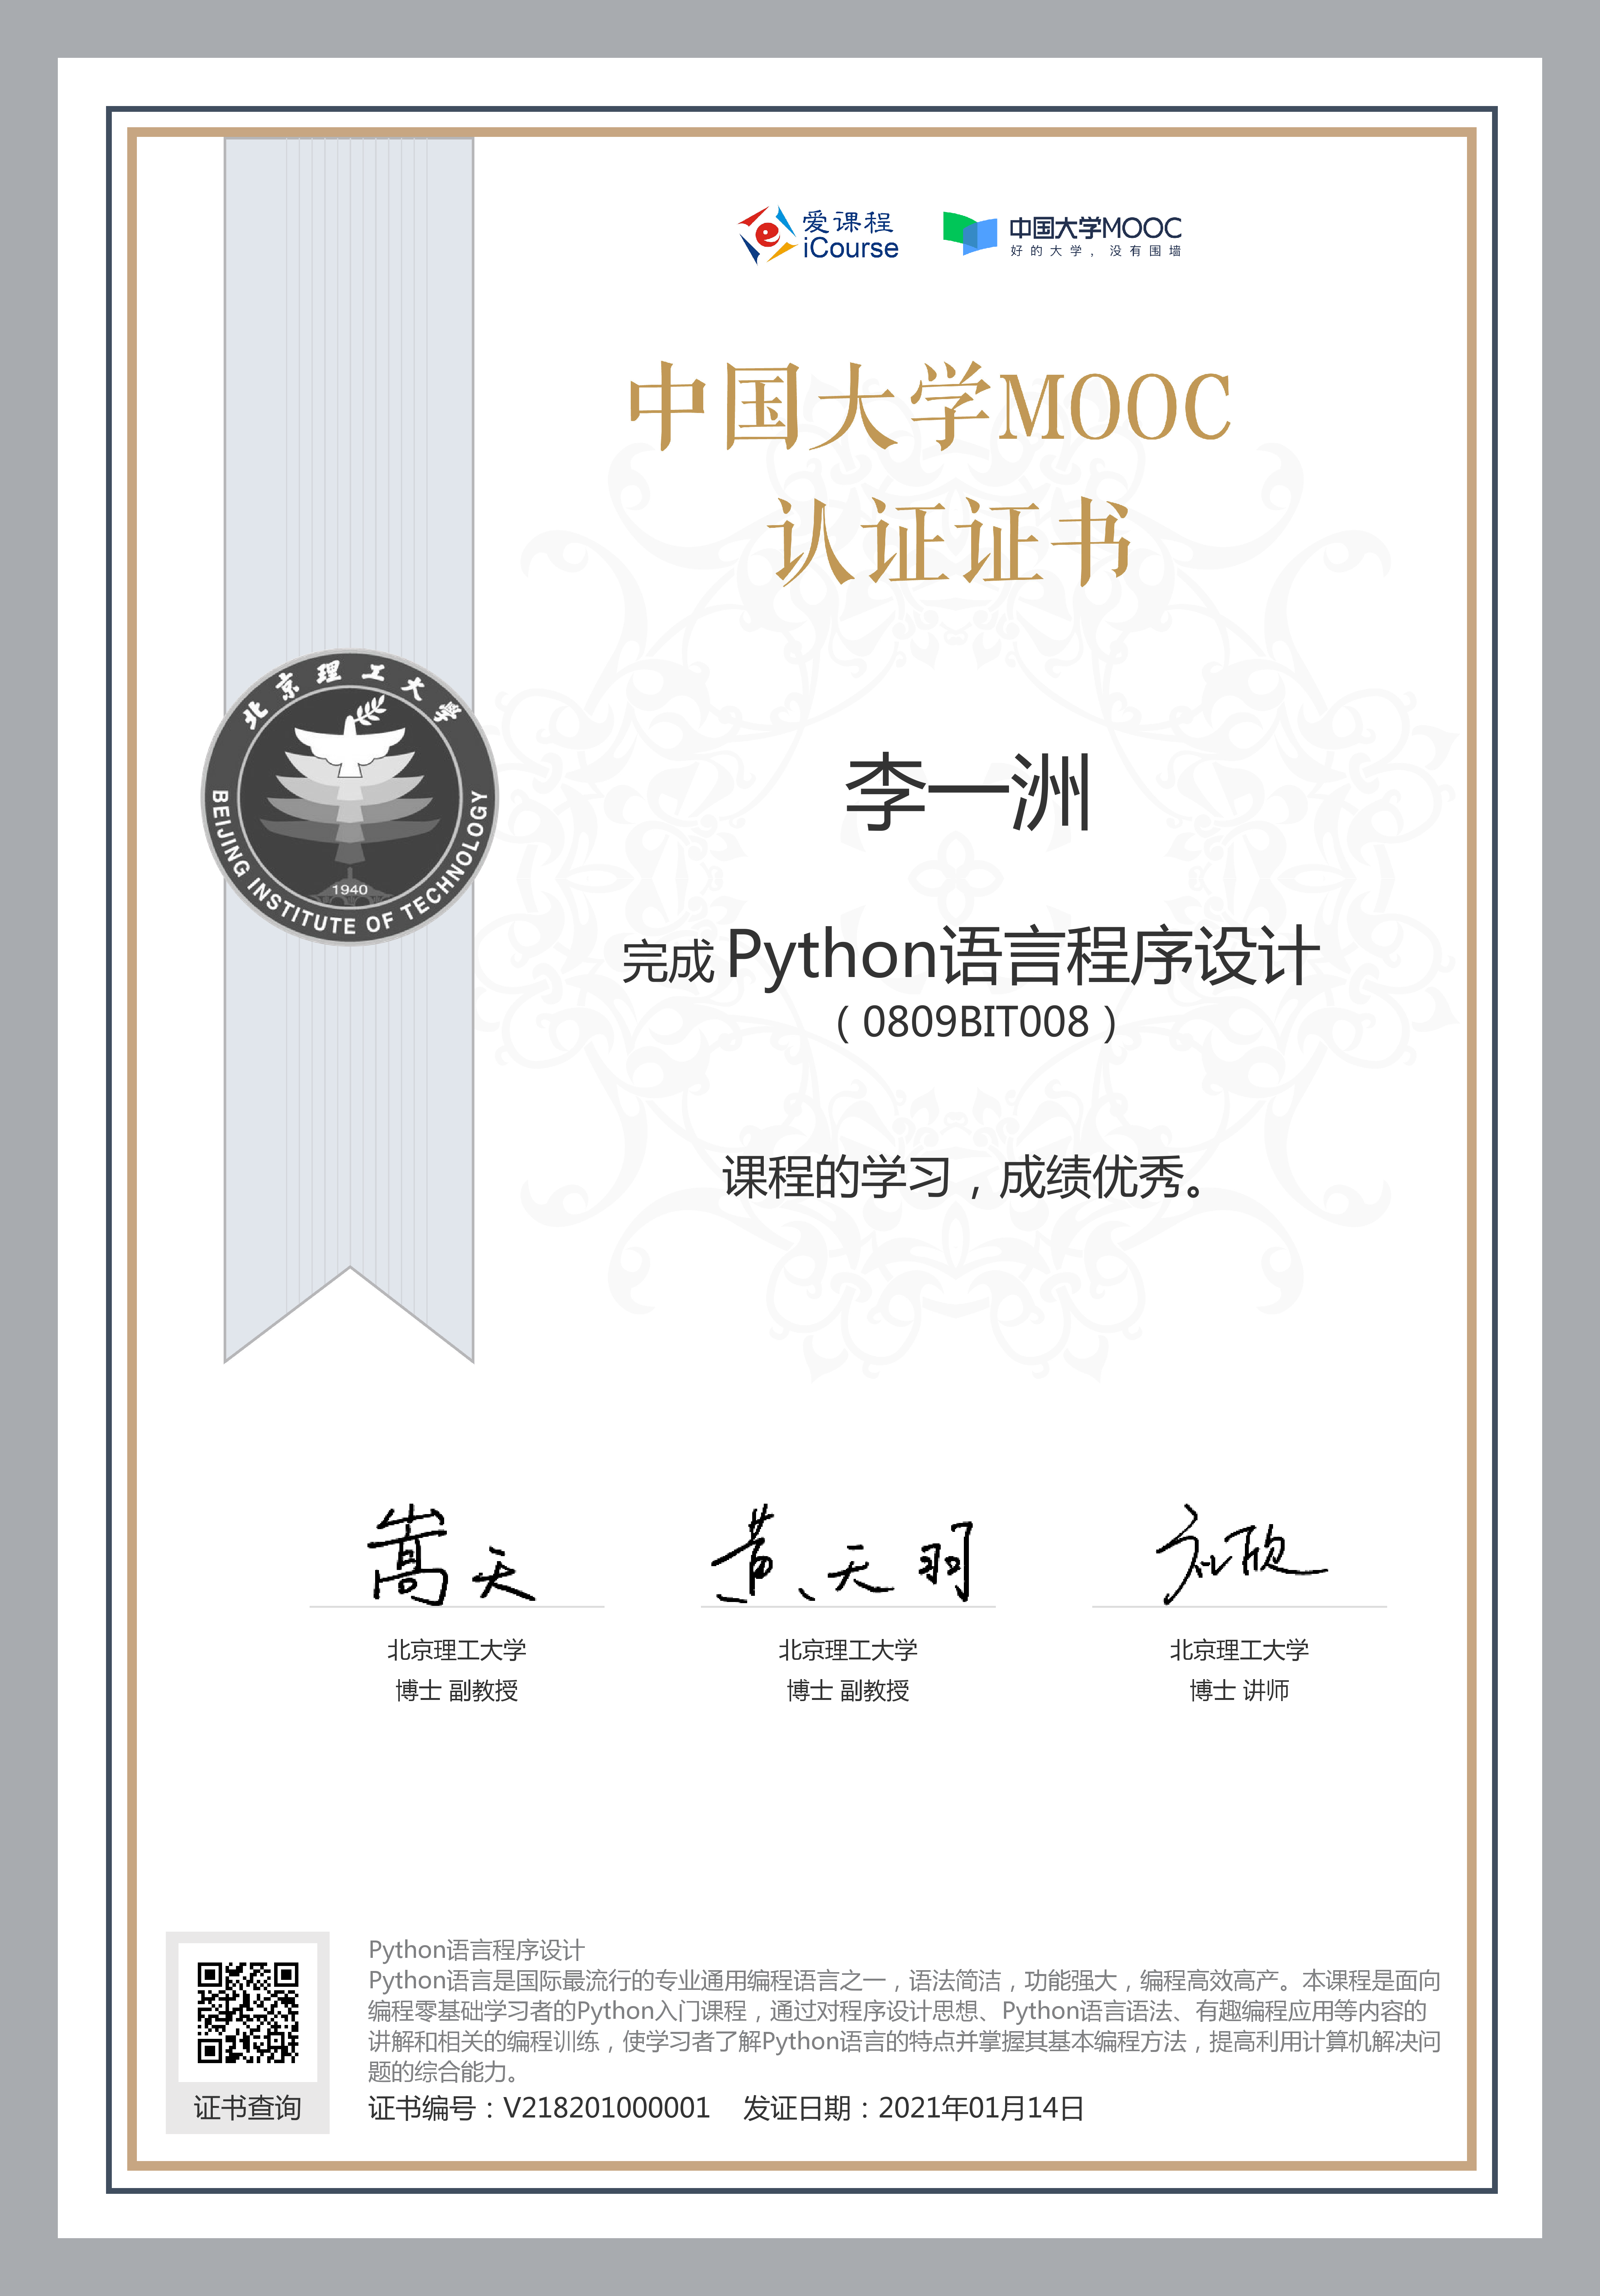 爱课程
iCourse
中国大学MOOC
好的大学，没有围墙
中国大学MOOC
认证证书
北京理工大學
BEIJING INSTITUTE OF TECHNOLOGY
1940
李一洲
完成 Python语言程序设计
（0809BIT008）
课程的学习，成绩优秀。
嵩天
黄天羽
北京理工大学
博士 副教授
北京理工大学
博士 副教授
北京理工大学
博士 讲师
Python语言程序设计
Python语言是国际最流行的专业通用编程语言之一，语法简洁，功能强大，编程高效高产。本课程是面向
编程零基础学习者的Python入门课程，通过对程序设计思想、Python语言语法、有趣编程应用等内容的
讲解和相关的编程训练，使学习者了解Python语言的特点并掌握其基本编程方法，提高利用计算机解决问
题的综合能力。
证书查询
证书编号：V218201000001 发证日期：2021年01月14日